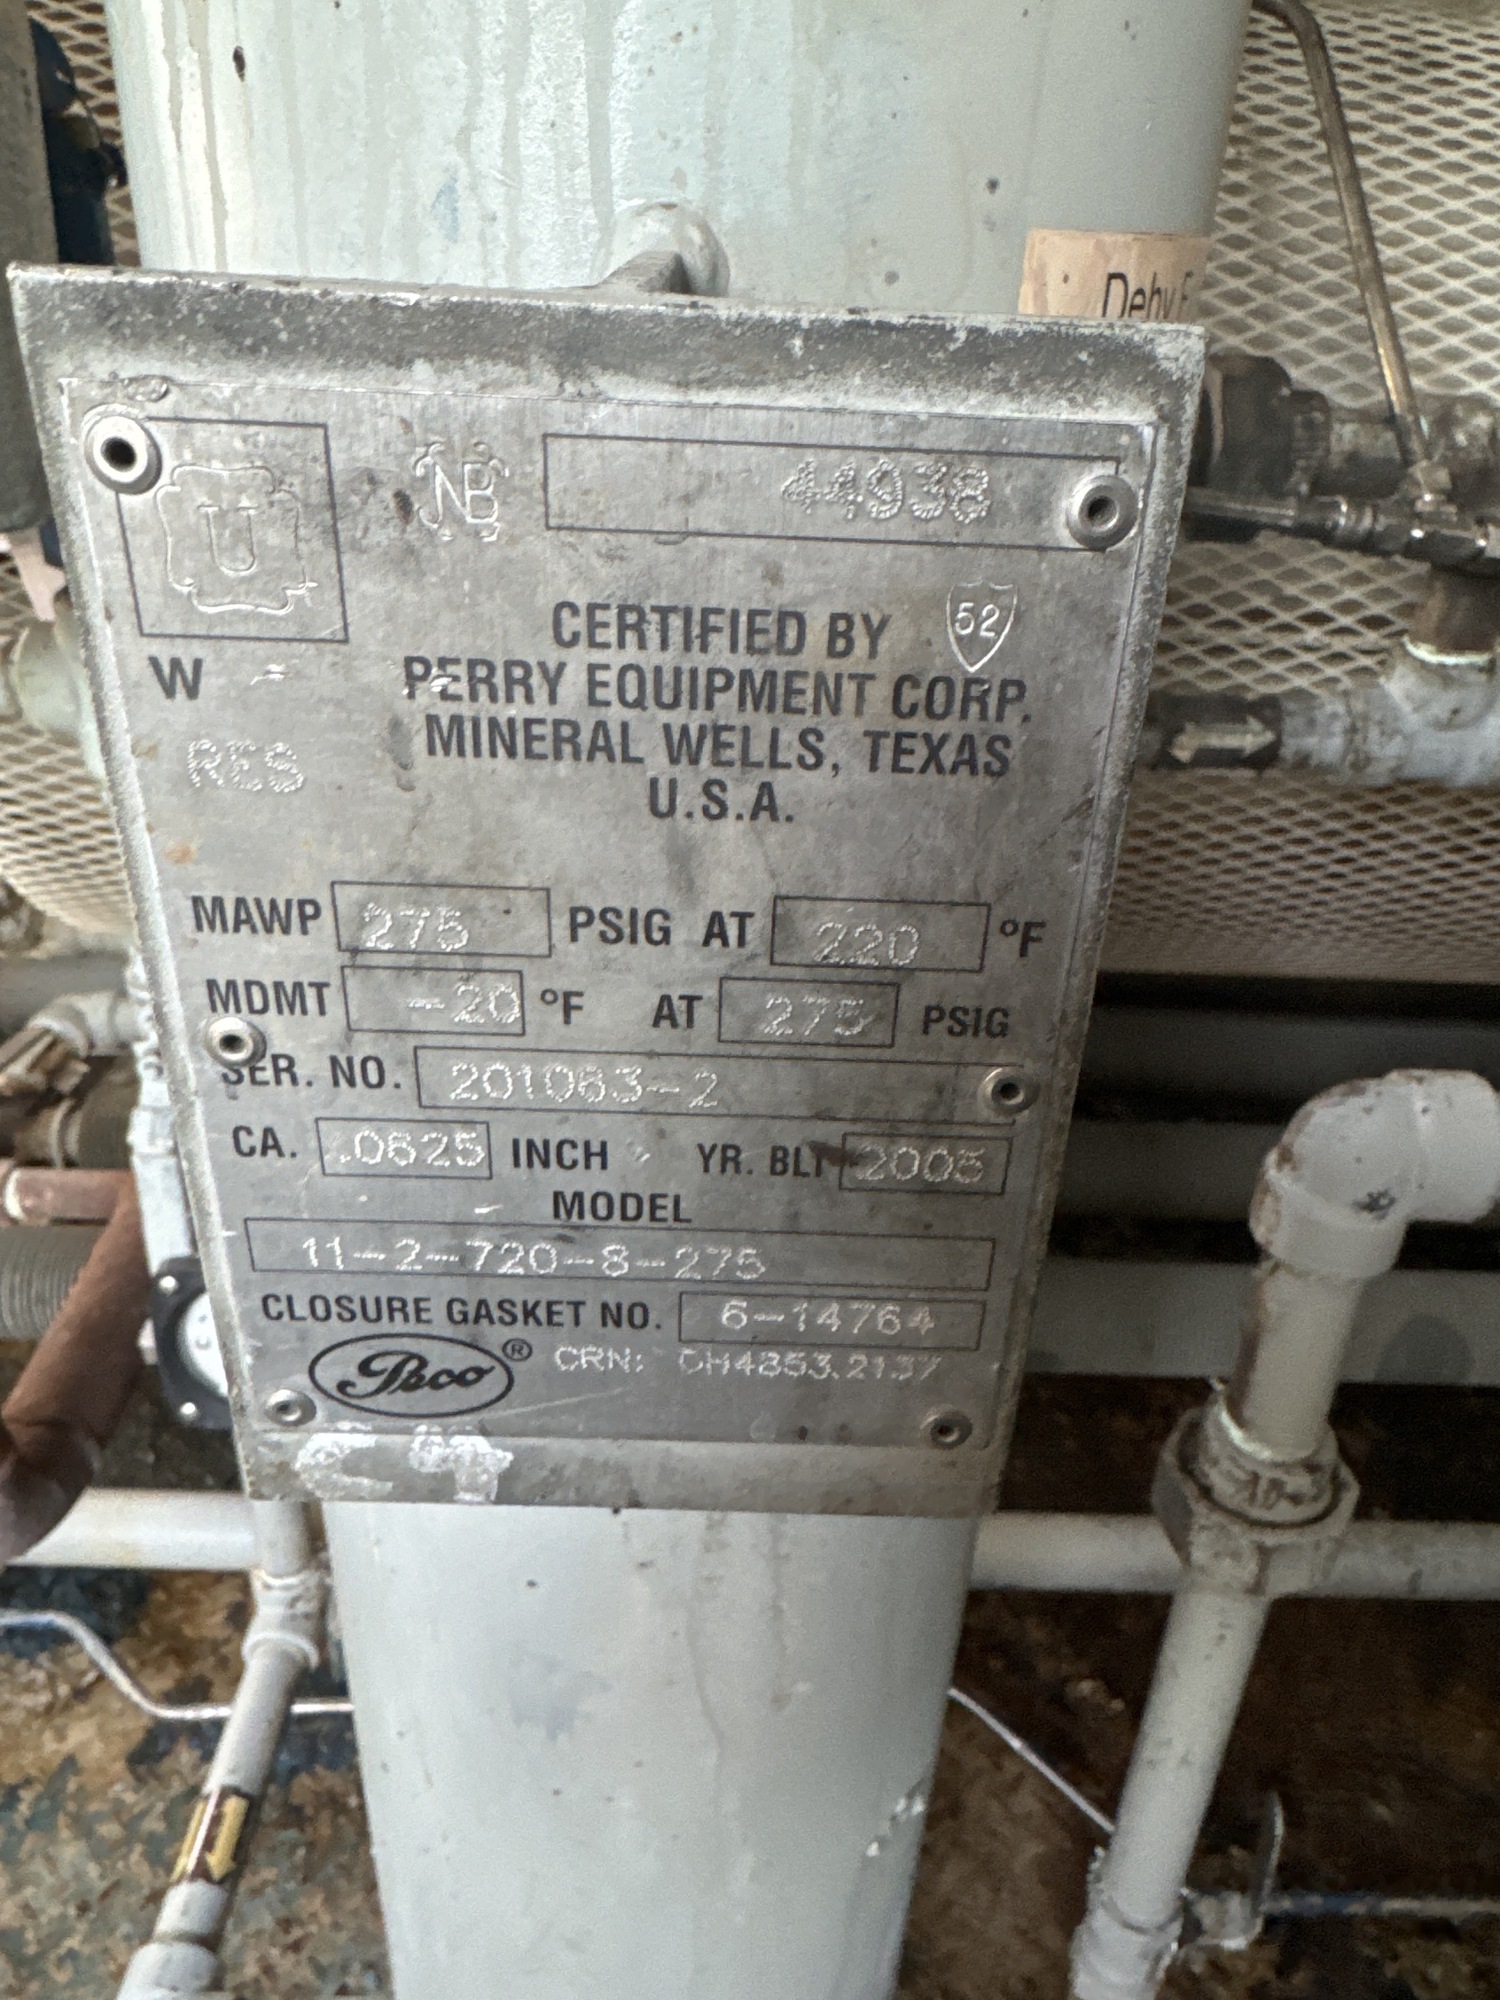 Dehy F
U
NB
44938
52
CERTIFIED BY
W
PERRY EQUIPMENT CORP.
MINERAL WELLS, TEXAS
RES
U.S.A.
MAWP 275 PSIG AT 220 °F
MDMT -20 °F AT 275 PSIG
SER. NO. 201063-2
CA. .0625 INCH YR. BLT 2005
MODEL
11-2-720-8-275
CLOSURE GASKET NO. 6-14764
Peco ® CRN: OH4853.2137